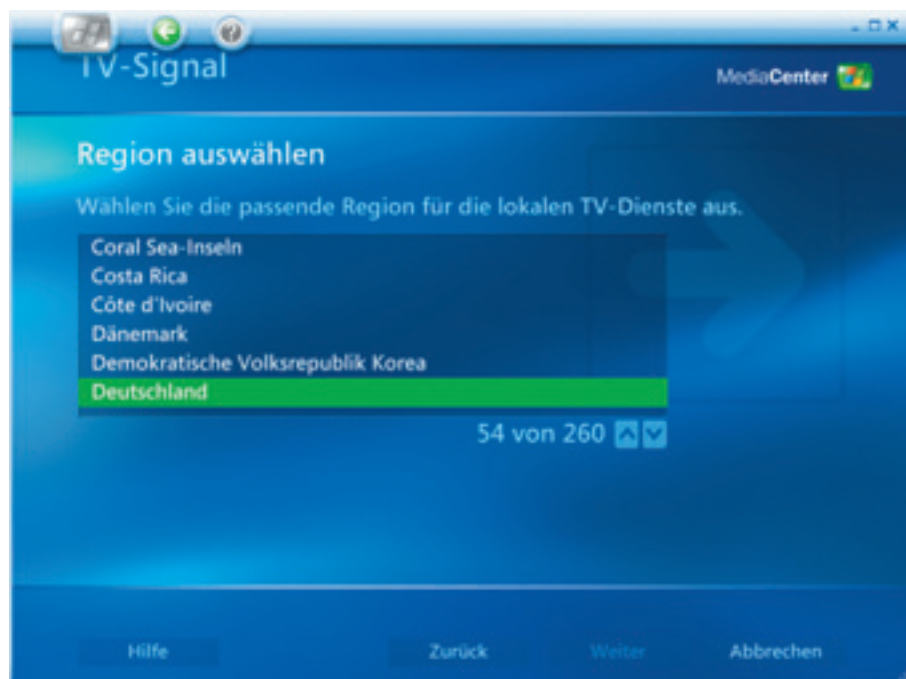 TV-Signal
MediaCenter
Region auswählen
Wählen Sie die passende Region für die lokalen TV-Dienste aus.
Coral Sea-Inseln
Costa Rica
Côte d'Ivoire
Dänemark
Demokratische Volksrepublik Korea
Deutschland
54 von 260
Hilfe Zurück Weiter Abbrechen